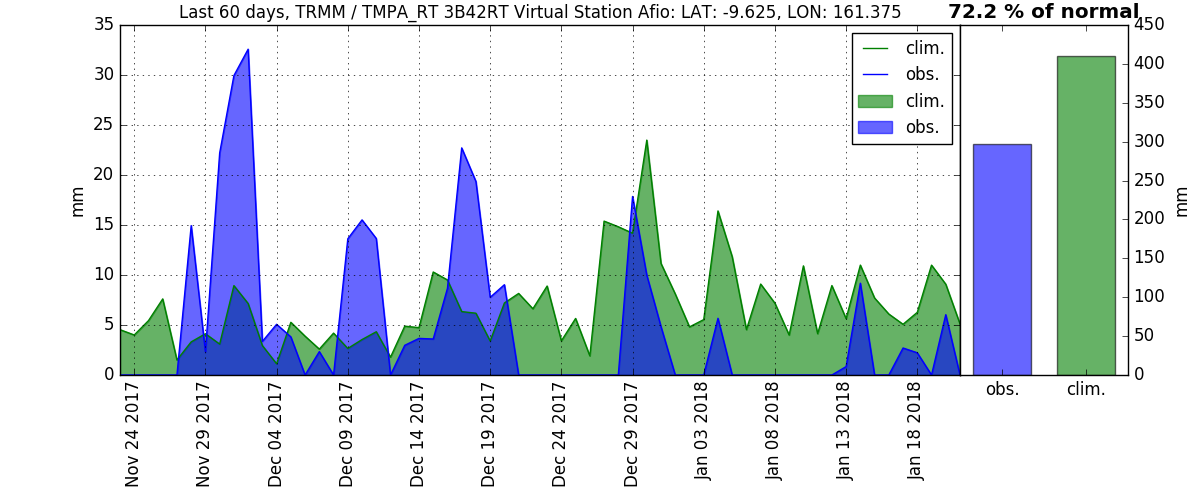 Last 60 days, TRMM / TMPA_RT 3B42RT Virtual Station Afio: LAT: -9.625, LON: 161.375
72.2 % of normal
35
30
25
20
15
10
5
0
mm
clim.
obs.
clim.
obs.
Nov 24 2017
Nov 29 2017
Dec 04 2017
Dec 09 2017
Dec 14 2017
Dec 19 2017
Dec 24 2017
Dec 29 2017
Jan 03 2018
Jan 08 2018
Jan 13 2018
Jan 18 2018
450
400
350
300
250
200
150
100
50
0
mm
obs.
clim.